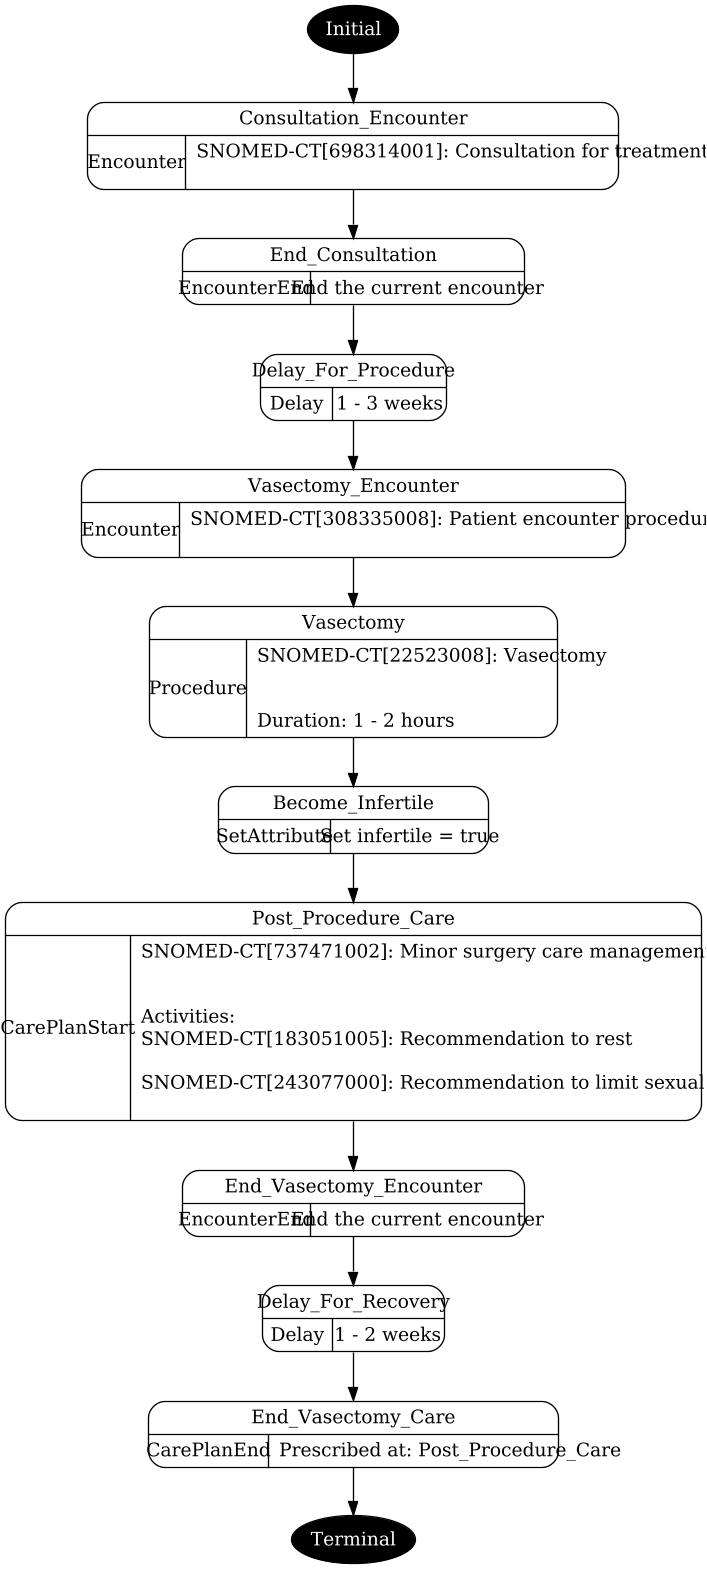 Initial
Consultation_Encounter
Encounter
SNOMED-CT[698314001]: Consultation for treatment
End_Consultation
EncounterEnd
End the current encounter
Delay_For_Procedure
Delay
1 - 3 weeks
Vasectomy_Encounter
Encounter
SNOMED-CT[308335008]: Patient encounter
Vasectomy
Procedure
SNOMED-CT[22523008]: Vasectomy
Duration: 1 - 2 hours
Become_Infertile
SetAttribute
Set infertile = true
Post_Procedure_Care
CarePlanStart
SNOMED-CT[737471002]: Minor surgery care
Activities:
SNOMED-CT[183051005]: Recommendation to rest
SNOMED-CT[243077000]: Recommendation to limit sexual
End_Vasectomy_Encounter
EncounterEnd
End the current encounter
Delay_For_Recovery
Delay
1 - 2 weeks
End_Vasectomy_Care
CarePlanEnd
Prescribed at: Post_Procedure_Care
Terminal